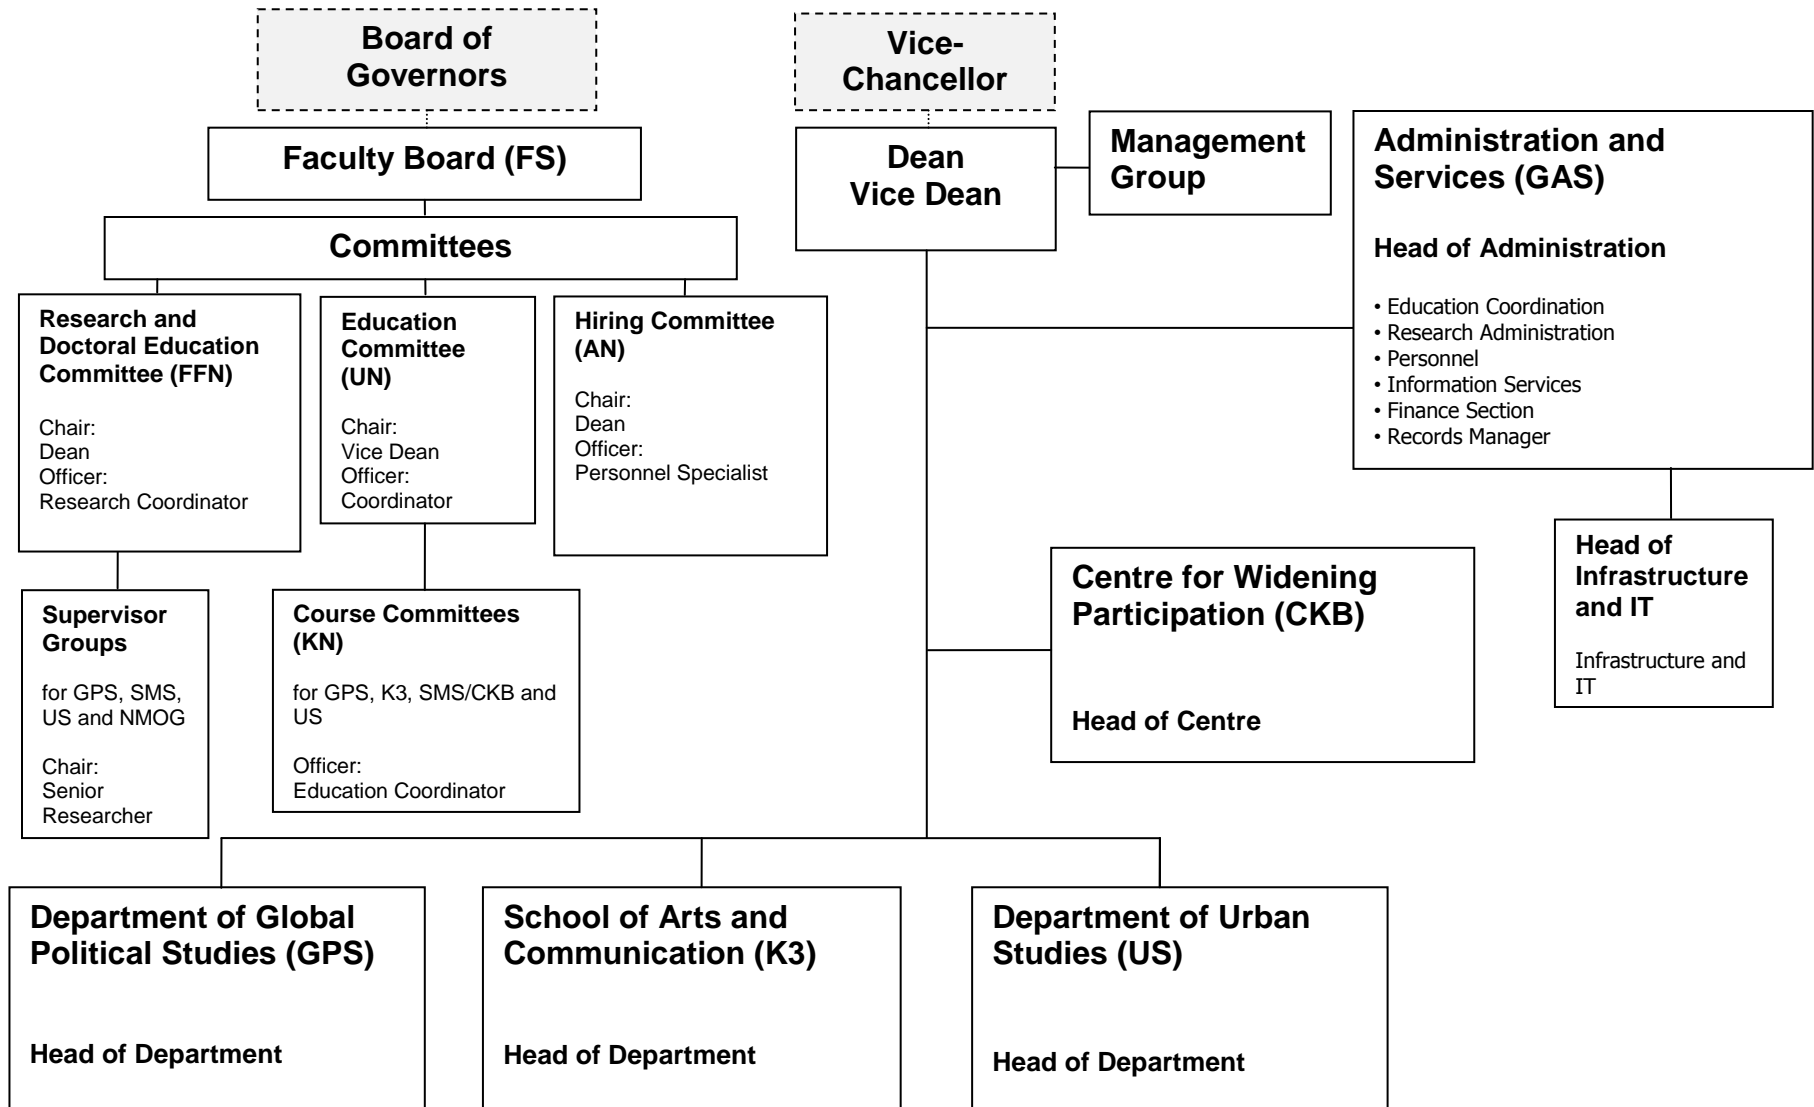 Board of
Governors
Vice-
Chancellor
Faculty Board (FS)
Dean
Vice Dean
Management
Group
Administration and
Services (GAS)
Head of Administration
• Education Coordination
• Research Administration
• Personnel
• Information Services
• Finance Section
• Records Manager
Committees
Research and
Doctoral Education
Committee (FFN)
Chair:
Dean
Officer:
Research Coordinator
Education
Committee
(UN)
Chair:
Vice Dean
Officer:
Coordinator
Hiring Committee
(AN)
Chair:
Dean
Officer:
Personnel Specialist
Head of
Infrastructure
and IT
Infrastructure and
IT
Centre for Widening
Participation (CKB)
Head of Centre
Supervisor
Groups
for GPS, SMS,
US and NMOG
Chair:
Senior
Researcher
Course Committees
(KN)
for GPS, K3, SMS/CKB and
US
Officer:
Education Coordinator
Department of Global
Political Studies (GPS)
Head of Department
School of Arts and
Communication (K3)
Head of Department
Department of Urban
Studies (US)
Head of Department